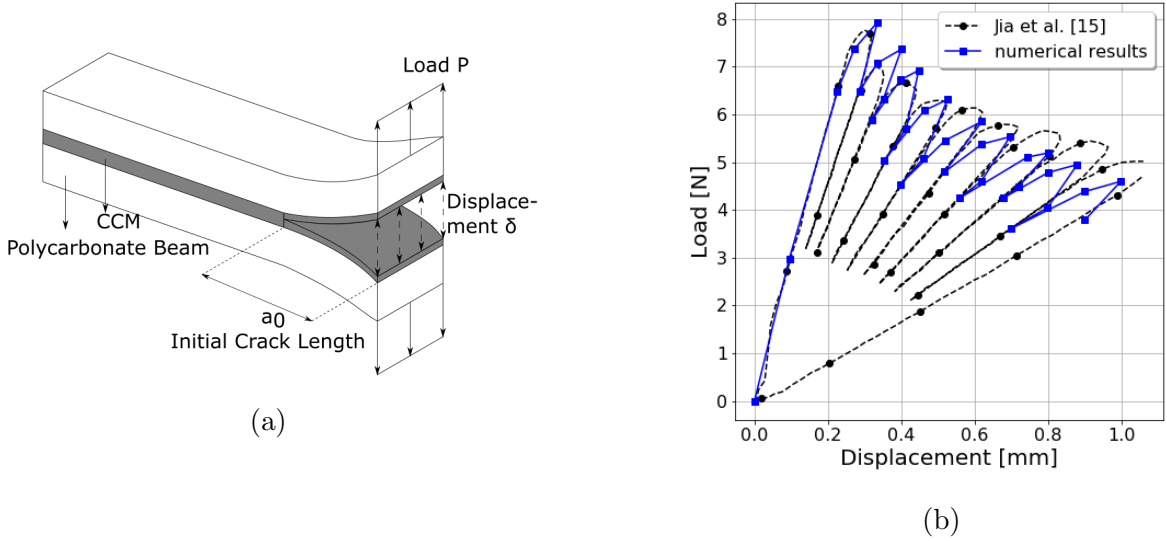 Load P
Displace-
ment δ
CCM
Polycarbonate Beam
a0
Initial Crack Length
(a)
Jia et al. [15]
numerical results
8
7
6
5
4
3
2
1
0
Load [N]
0.0 0.2 0.4 0.6 0.8 1.0
Displacement [mm]
(b)